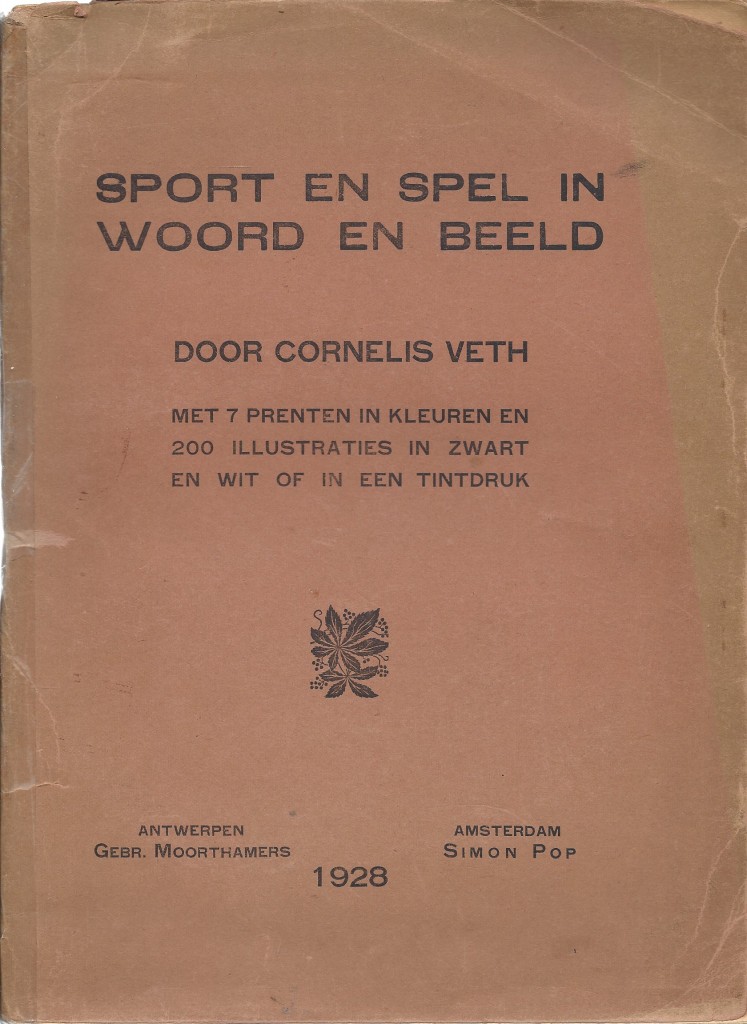 SPORT EN SPEL IN
WOORD EN BEELD
DOOR CORNELIS VETH
MET 7 PRENTEN IN KLEUREN EN
200 ILLUSTRATIES IN ZWART
EN WIT OF IN EEN TINTDRUK
ANTWERPEN
GEBR. MOORTHAMERS
AMSTERDAM
SIMON POP
1928